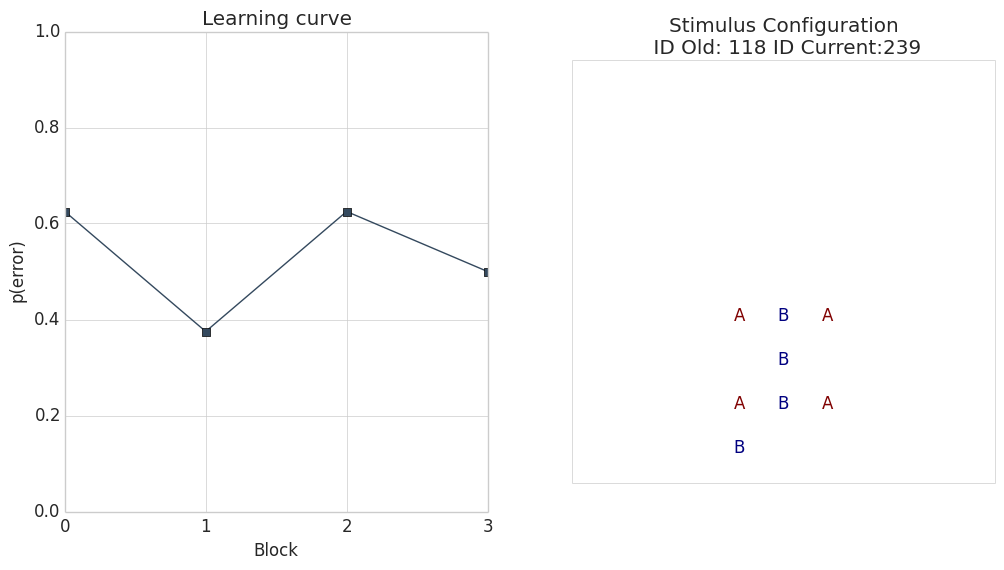 Learning curve
1.0
0.8
0.6
0.4
0.2
0.0
p(error)
0 1 2 3
Block
Stimulus Configuration
ID Old: 118 ID Current:239
A B A
B
A B A
B